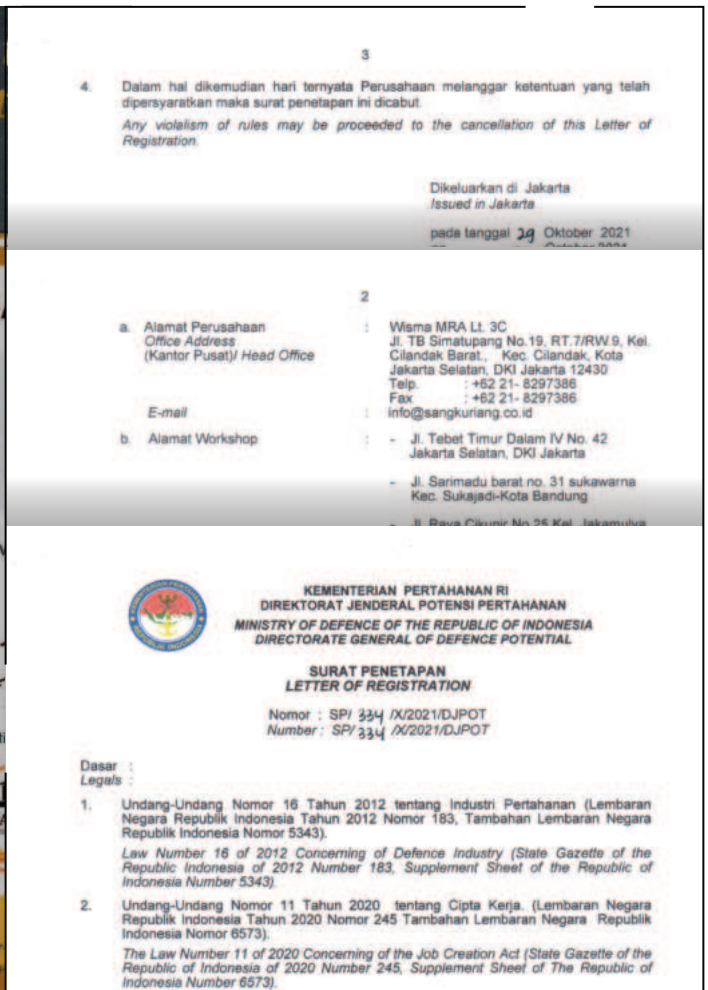 3
4. Dalam hal dikemudian hari ternyata Perusahaan melanggar ketentuan yang telah
dipersyaratkan maka surat penetapan ini dicabut.
Any violalism of rules may be proceeded to the cancellation of this Letter of
Registration.
Dikeluarkan di Jakarta
Issued in Jakarta
pada tanggal 29 Oktober 2021
2
a. Alamat Perusahaan : Wisma MRA Lt. 3C
Office Address Jl. TB Simatupang No.19, RT.7/RW.9, Kel.
(Kantor Pusat)/ Head Office Cilandak Barat., Kec. Cilandak, Kota
Jakarta Selatan, DKI Jakarta 12430
Telp. : +62 21- 8297386
Fax : +62 21- 8297386
E-mail : info@sangkuriang.co.id
b. Alamat Workshop : - Jl. Tebet Timur Dalam IV No. 42
Jakarta Selatan, DKI Jakarta
- Jl. Sarimadu barat no. 31 sukawarna
Kec. Sukajadi-Kota Bandung
- Jl. Raya Cikunir No.25 Kel. Jakamulya
KEMENTERIAN PERTAHANAN RI
DIREKTORAT JENDERAL POTENSI PERTAHANAN
MINISTRY OF DEFENCE OF THE REPUBLIC OF INDONESIA
DIRECTORATE GENERAL OF DEFENCE POTENTIAL
SURAT PENETAPAN
LETTER OF REGISTRATION
Nomor : SP/ 334 /X/2021/DJPOT
Number : SP/ 334 /X/2021/DJPOT
Dasar :
Legals :
1. Undang-Undang Nomor 16 Tahun 2012 tentang Industri Pertahanan (Lembaran
Negara Republik Indonesia Tahun 2012 Nomor 183, Tambahan Lembaran Negara
Republik Indonesia Nomor 5343).
Law Number 16 of 2012 Concerning of Defence Industry (State Gazette of the
Republic Indonesia of 2012 Number 183, Supplement Sheet of the Republic of
Indonesia Number 5343).
2. Undang-Undang Nomor 11 Tahun 2020 tentang Cipta Kerja. (Lembaran Negara
Republik Indonesia Tahun 2020 Nomor 245 Tambahan Lembaran Negara Republik
Indonesia Nomor 6573).
The Law Number 11 of 2020 Concerning of the Job Creation Act (State Gazette of the
Republic of Indonesia of 2020 Number 245, Supplement Sheet of The Republic of
Indonesia Number 6573).